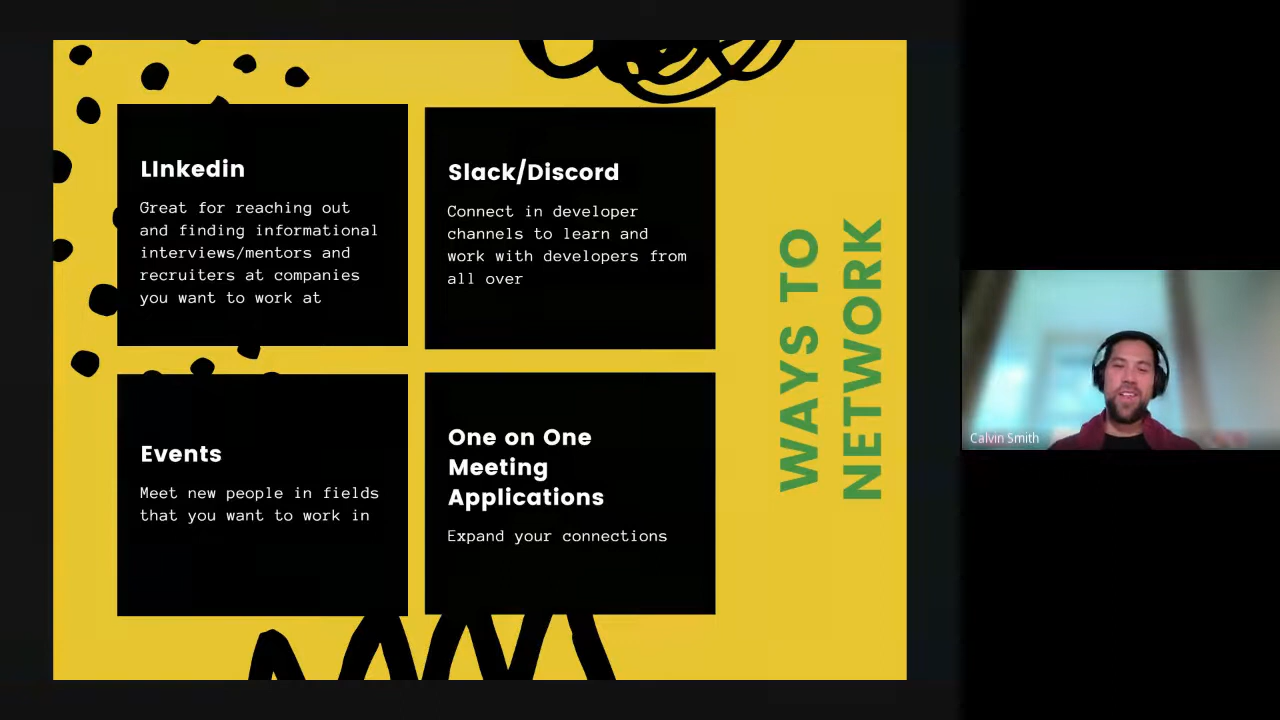 LInkedin
Great for reaching out
and finding informational
interviews/mentors and
recruiters at companies
you want to work at
Slack/Discord
Connect in developer
channels to learn and
work with developers from
all over
Events
Meet new people in fields
that you want to work in
One on One
Meeting
Applications
Expand your connections
WAYS TO
NETWORK
Calvin Smith